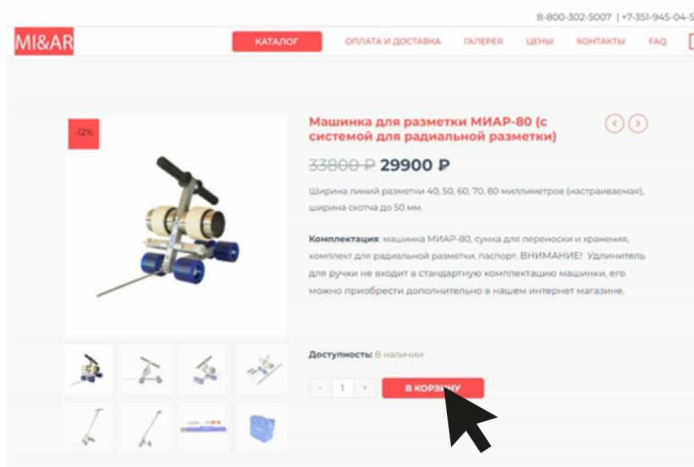 8-800-302-5007 | +7-351-945-04-5
MI&AR
КАТАЛОГ
ОПЛАТА И ДОСТАВКА
ГАЛЕРЕЯ
ЦЕНЫ
КОНТАКТЫ
FAQ
-12%
Машинка для разметки МИАР-80 (с
системой для радиальной разметки)
33800 ₽ 29900 ₽
Ширина линий разметки 40, 50, 60, 70, 80 миллиметров (настраиваемая),
ширина скотча до 50 мм.
Комплектация: машинка МИАР-80, сумка для переноски и хранения,
комплект для радиальной разметки, паспорт. ВНИМАНИЕ! Удлинитель
для ручки не входит в стандартную комплектацию машинки, его
можно приобрести дополнительно в нашем интернет магазине.
Доступность: В наличии
- 1 +
В КОРЗИНУ